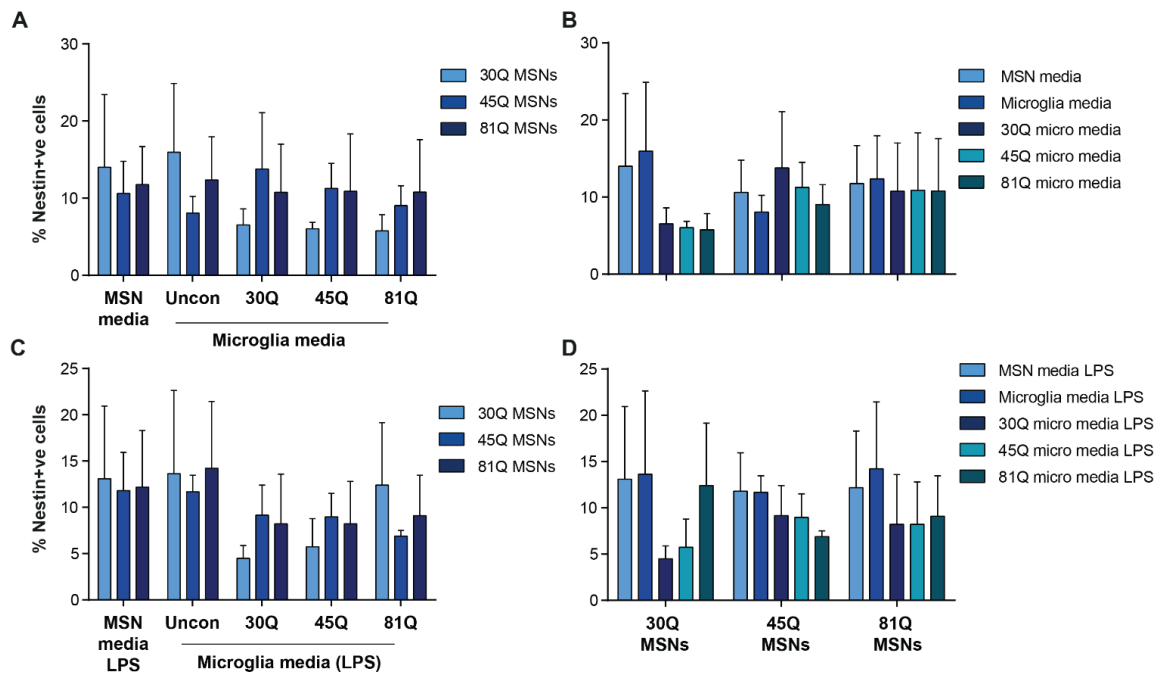 A
% Nestin+ve cells
30
20
10
0
MSN
media
Uncon
30Q
45Q
81Q
Microglia media
30Q MSNs
45Q MSNs
81Q MSNs
B
30
20
10
0
MSN media
Microglia media
30Q micro media
45Q micro media
81Q micro media
C
% Nestin+ve cells
25
20
15
10
5
0
MSN
media
LPS
Uncon
30Q
45Q
81Q
Microglia media (LPS)
30Q MSNs
45Q MSNs
81Q MSNs
D
25
20
15
10
5
0
30Q
MSNs
45Q
MSNs
81Q
MSNs
MSN media LPS
Microglia media LPS
30Q micro media LPS
45Q micro media LPS
81Q micro media LPS